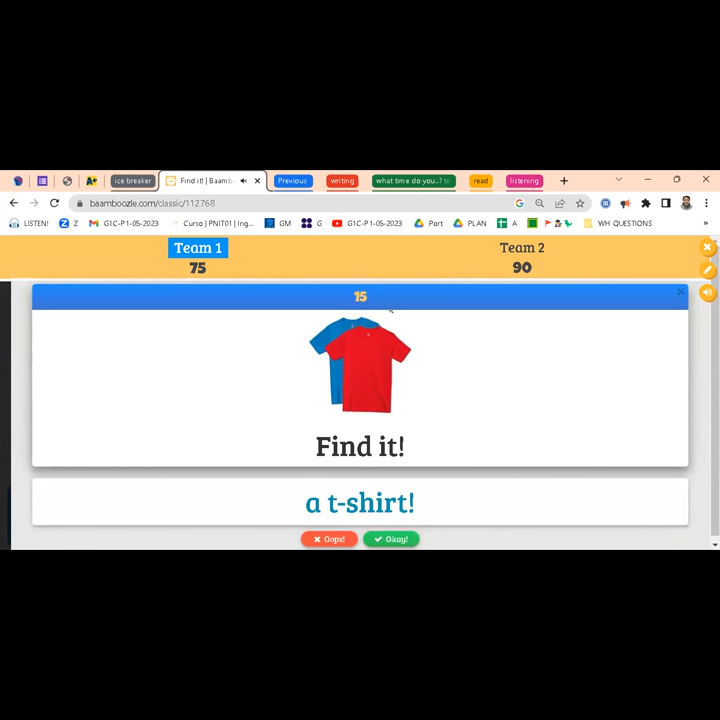 ice breaker
Find it! | Baamb
Previous
writing
what time do you..? t
read
listening
baamboozle.com/classic/112768
LISTEN!
Z
G1C-P1-05-2023
Curso | PNIT01 | Ing...
GM
G
G1C-P1-05-2023
Port
PLAN
A
WH QUESTIONS
Team 1
75
Team 2
90
15
Find it!
a t-shirt!
Oops!
Okay!